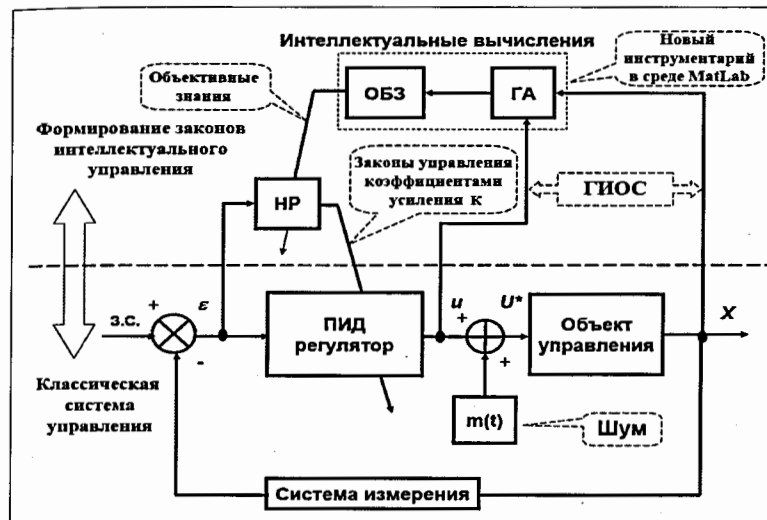 Интеллектуальные вычисления
Новый
инструментарий
в среде MatLab
Объективные
знания
ОБЗ
ГА
Формирование законов
интеллектуального
управления
Законы управления
коэффициентами
усиления К
ГИОС
НР
+
ε
u
U*
X
З.С.
ПИД
регулятор
+
Объект
управления
-
+
Классическая
система
управления
m(t)
Шум
Система измерения